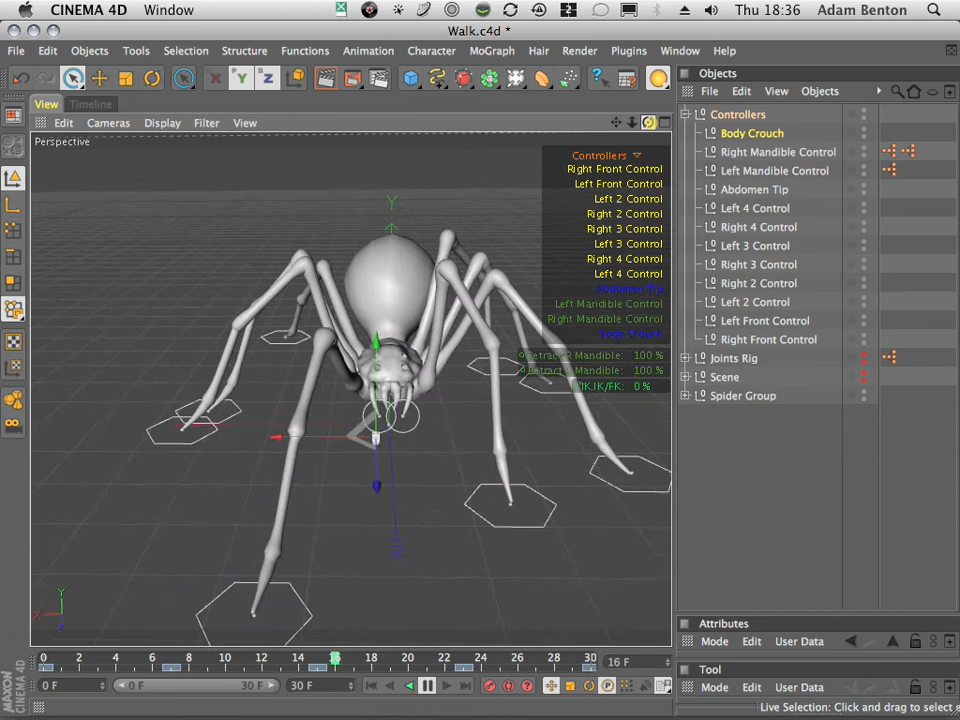 CINEMA 4D Window Thu 18:36 Adam Benton
Walk.c4d *
File Edit Objects Tools Selection Structure Functions Animation Character MoGraph Hair Render Plugins Window Help
Objects
File Edit View Objects
View Timeline
Edit Cameras Display Filter View
Perspective
Controllers
Right Front Control
Left Front Control
Left 2 Control
Right 2 Control
Right 3 Control
Left 3 Control
Right 4 Control
Left 4 Control
Abdomen Tip
Left Mandible Control
Right Mandible Control
Body Crouch
Retract R Mandible: 100 %
Mandible: 100 %
IK.IK/FK: 0 %
Y
Y
X
Controllers
Body Crouch
Right Mandible Control
Left Mandible Control
Abdomen Tip
Left 4 Control
Right 4 Control
Left 3 Control
Right 3 Control
Right 2 Control
Left 2 Control
Left Front Control
Right Front Control
Joints Rig
Scene
Spider Group
Attributes
Mode Edit User Data
Tool
Mode Edit User Data
0 2 4 6 8 10 12 14 16 18 20 22 24 26 28 30 16 F
0 F 0 F 30 F 30 F
MAXON
CINEMA 4D
Live Selection: Click and drag to select e